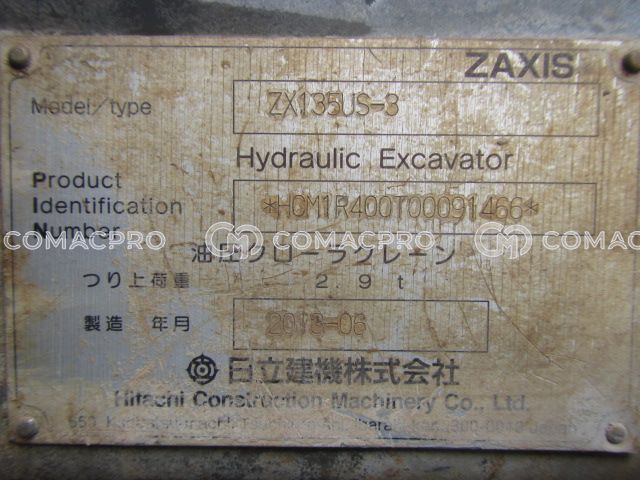 ZAXIS
Model/type ZX135US-3
Hydraulic Excavator
Product
Identification *HCM1R400T00091466*
Number
COMACPRO COMACPRO COMACPRO
油圧クローラクレーン
つり上荷重 2.9t
製造 年月 2013-06
日立建機株式会社
Hitachi Construction Machinery Co., Ltd.